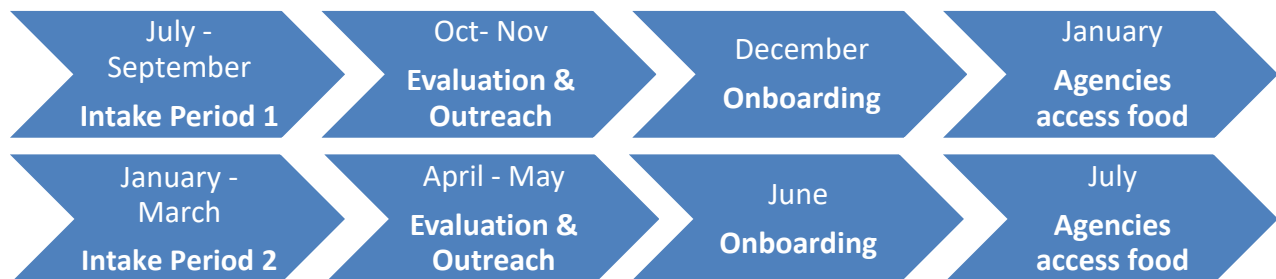 July -
September
Intake Period 1
Oct- Nov
Evaluation &
Outreach
December
Onboarding
January
Agencies
access food
January -
March
Intake Period 2
April - May
Evaluation &
Outreach
June
Onboarding
July
Agencies
access food